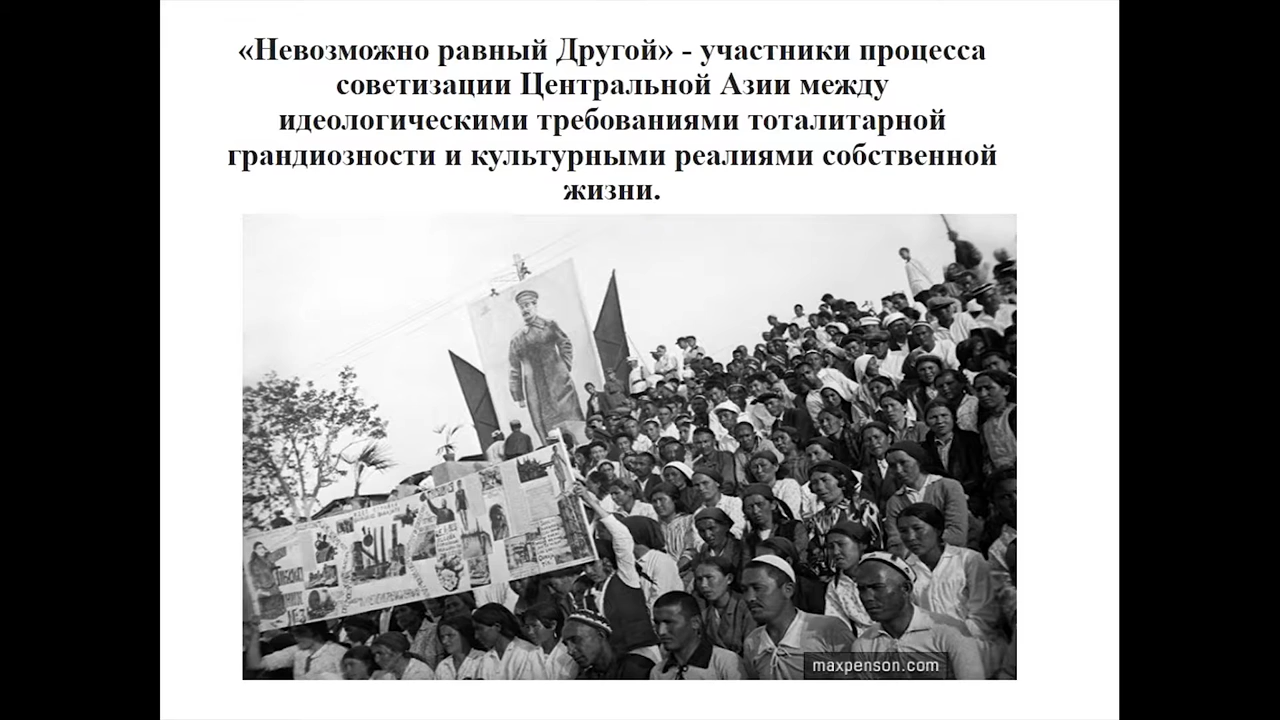 «Невозможно равный Другой» - участники процесса
советизации Центральной Азии между
идеологическими требованиями тоталитарной
грандиозности и культурными реалиями собственной
жизни.
maxpenson.com